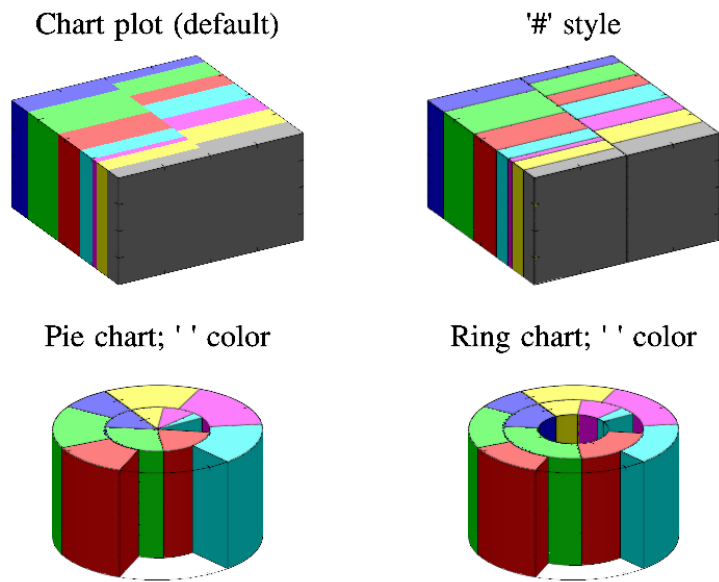 Chart plot (default)
'#' style
Pie chart; ' ' color
Ring chart; ' ' color